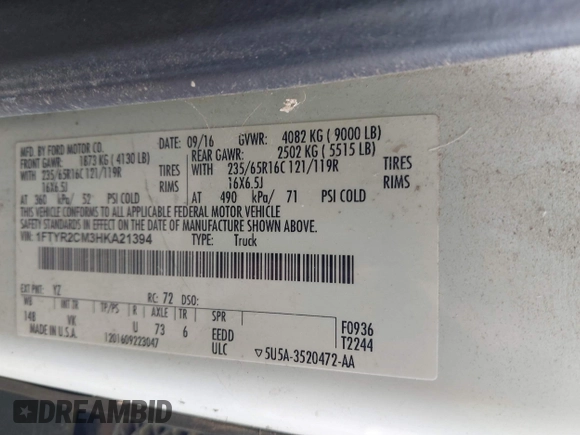 MFD. BY FORD MOTOR CO.
DATE: 09/16 GVWR: 4082 KG ( 9000 LB)
FRONT GAWR: 1873 KG ( 4130 LB) REAR GAWR: 2502 KG ( 5515 LB)
WITH 235/65R16C 121/119R TIRES WITH 235/65R16C 121/119R TIRES
16X6.5J RIMS 16X6.5J RIMS
AT 360 kPa/ 52 PSI COLD AT 490 kPa/ 71 PSI COLD
THIS VEHICLE CONFORMS TO ALL APPLICABLE FEDERAL MOTOR VEHICLE
SAFETY STANDARDS IN EFFECT ON THE DATE OF MANUFACTURE SHOWN ABOVE.
VIN: 1FTYR2CM3HKA21394 TYPE: Truck
EXT PNT: YZ RC: 72 DSO:
WB INT TR TP/PS R AXLE TR SPR
148 VK U 73 6 EEDD F0936
MADE IN U.S.A. 1201609223047 ULC T2244
▽5U5A-3520472-AA
DREAMBID